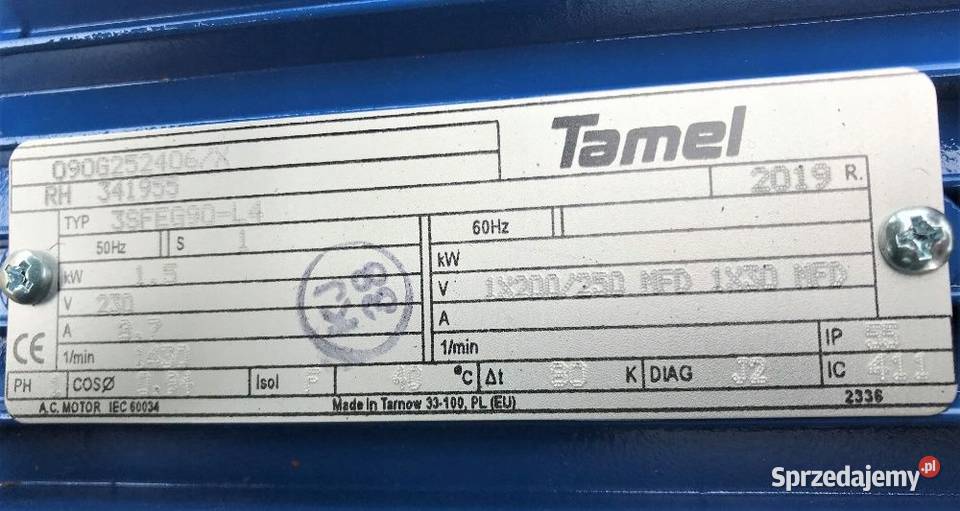 Tamel
090G252406/X
RH 341955
2019 R.
TYP 3SFEG90-L4
50Hz S 1
60Hz
kW 1.5
kW
V 230
V 1X200/250 MFD 1X30 MFD
A
A
CE
1/min
1/min
IP 55
PH 1 COSØ Isol F 40 °C Δt 80 K DIAG J2 IC 411
A.C. MOTOR IEC 60034 Made in Tarnow 33-100, PL (EU) 2336
KJ
38
Sprzedajemy.pl